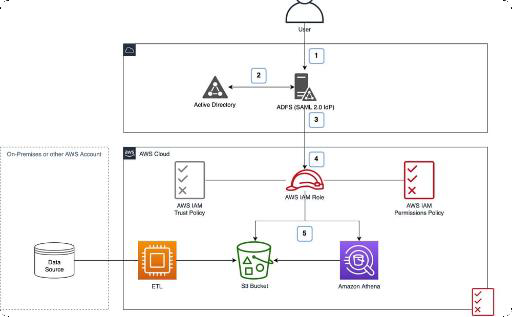 User
1
2
Active Directory
ADFS (SAML 2.0 IdP)
3
On-Premises or other AWS Account
aws
AWS Cloud
4
AWS IAM
Trust Policy
AWS IAM Role
AWS IAM
Permissions Policy
5
Data
Source
ETL
S3 Bucket
Amazon Athena